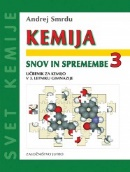 Andrej Smrdu
KEMIJA
SNOV IN SPREMEMBE 3
UČBENIK ZA KEMIJO
V 3. LETNIKU GIMNAZIJE
SVET KEMIJE